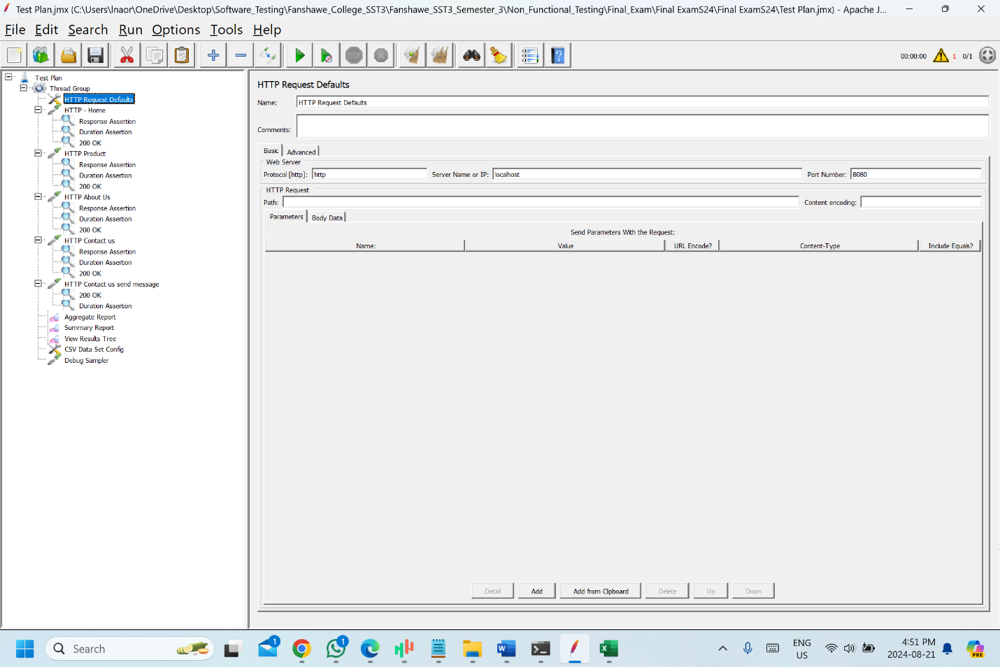 Test Plan.jmx (C:\Users\lnaor\OneDrive\Desktop\Software_Testing\Fanshawe_College_SST3\Fanshawe_SST3_Semester_3\Non_Functional_Testing\Final_Exam\Final ExamS24\Final ExamS24\Test Plan.jmx) - Apache J...
File Edit Search Run Options Tools Help
STOP
00:00:00 1 0/1
Test Plan
Thread Group
HTTP Request Defaults
HTTP - Home
Response Assertion
Duration Assertion
200 OK
HTTP Product
Response Assertion
Duration Assertion
200 OK
HTTP About Us
Response Assertion
Duration Assertion
200 OK
HTTP Contact us
Response Assertion
Duration Assertion
200 OK
HTTP Contact us send message
200 OK
Duration Assertion
Aggregate Report
Summary Report
View Results Tree
CSV Data Set Config
Debug Sampler
HTTP Request Defaults
Name: HTTP Request Defaults
Comments:
Basic Advanced
Web Server
Protocol [http]: http Server Name or IP: localhost Port Number: 8080
HTTP Request
Path: Content encoding:
Parameters Body Data
Send Parameters With the Request:
Name: Value URL Encode? Content-Type Include Equals?
Detail Add Add from Clipboard Delete Up Down
Search 1 1 W X ENG US 4:51 PM 2024-08-21 PRE